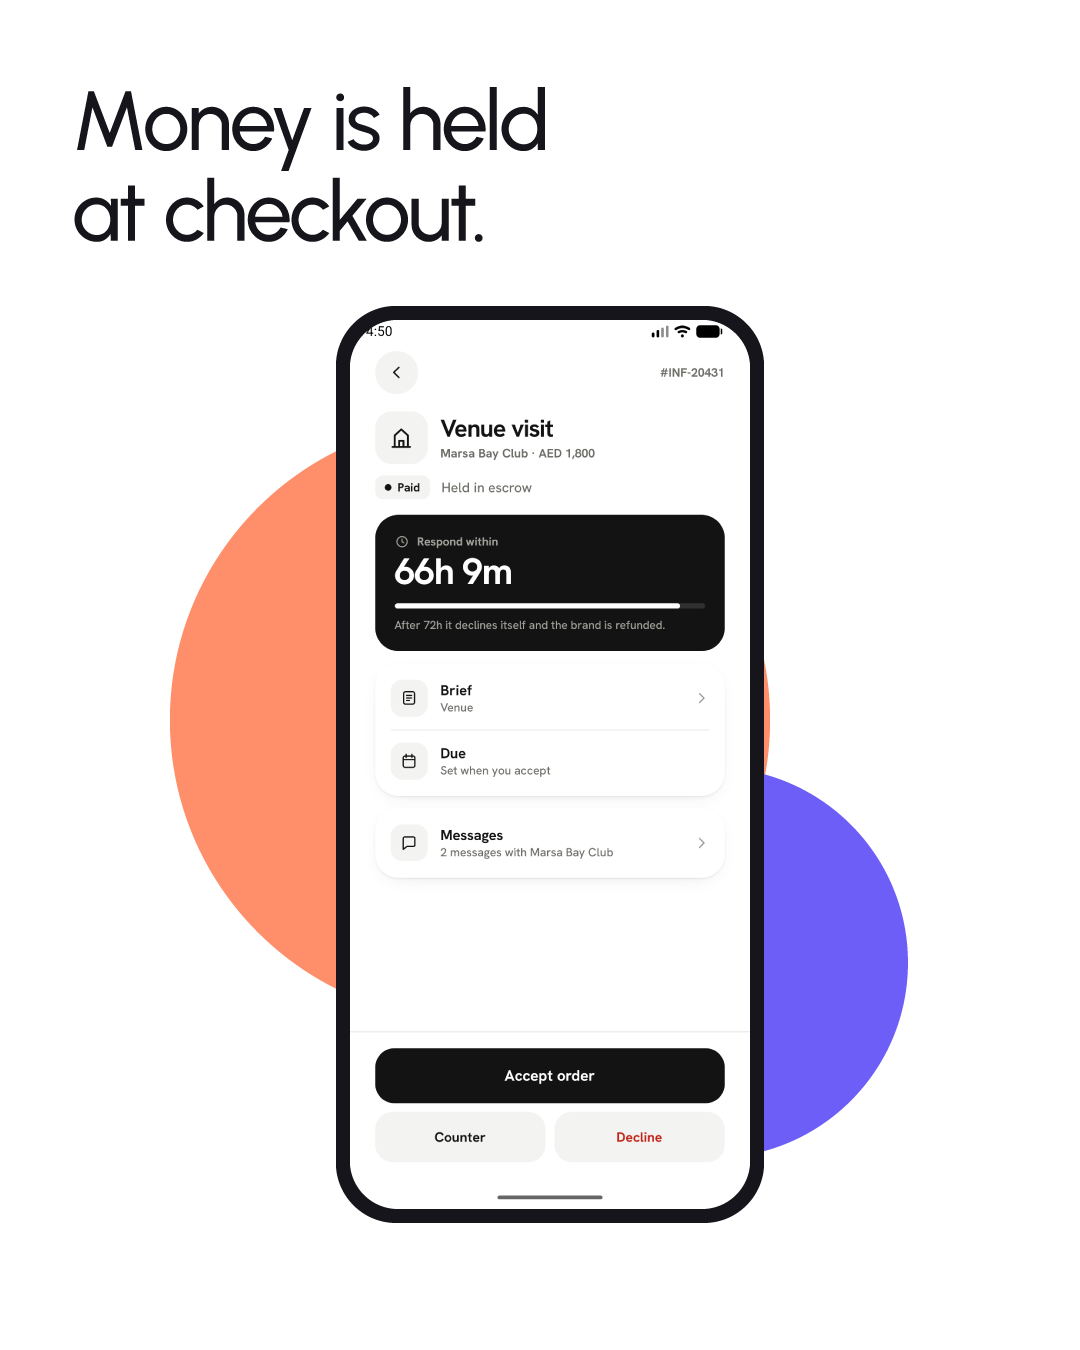 Money is held
at checkout.
4:50
#INF-20431
Venue visit
Marsa Bay Club · AED 1,800
Paid
Held in escrow
Respond within
66h 9m
After 72h it declines itself and the brand is refunded.
Brief
Venue
Due
Set when you accept
Messages
2 messages with Marsa Bay Club
Accept order
Counter
Decline